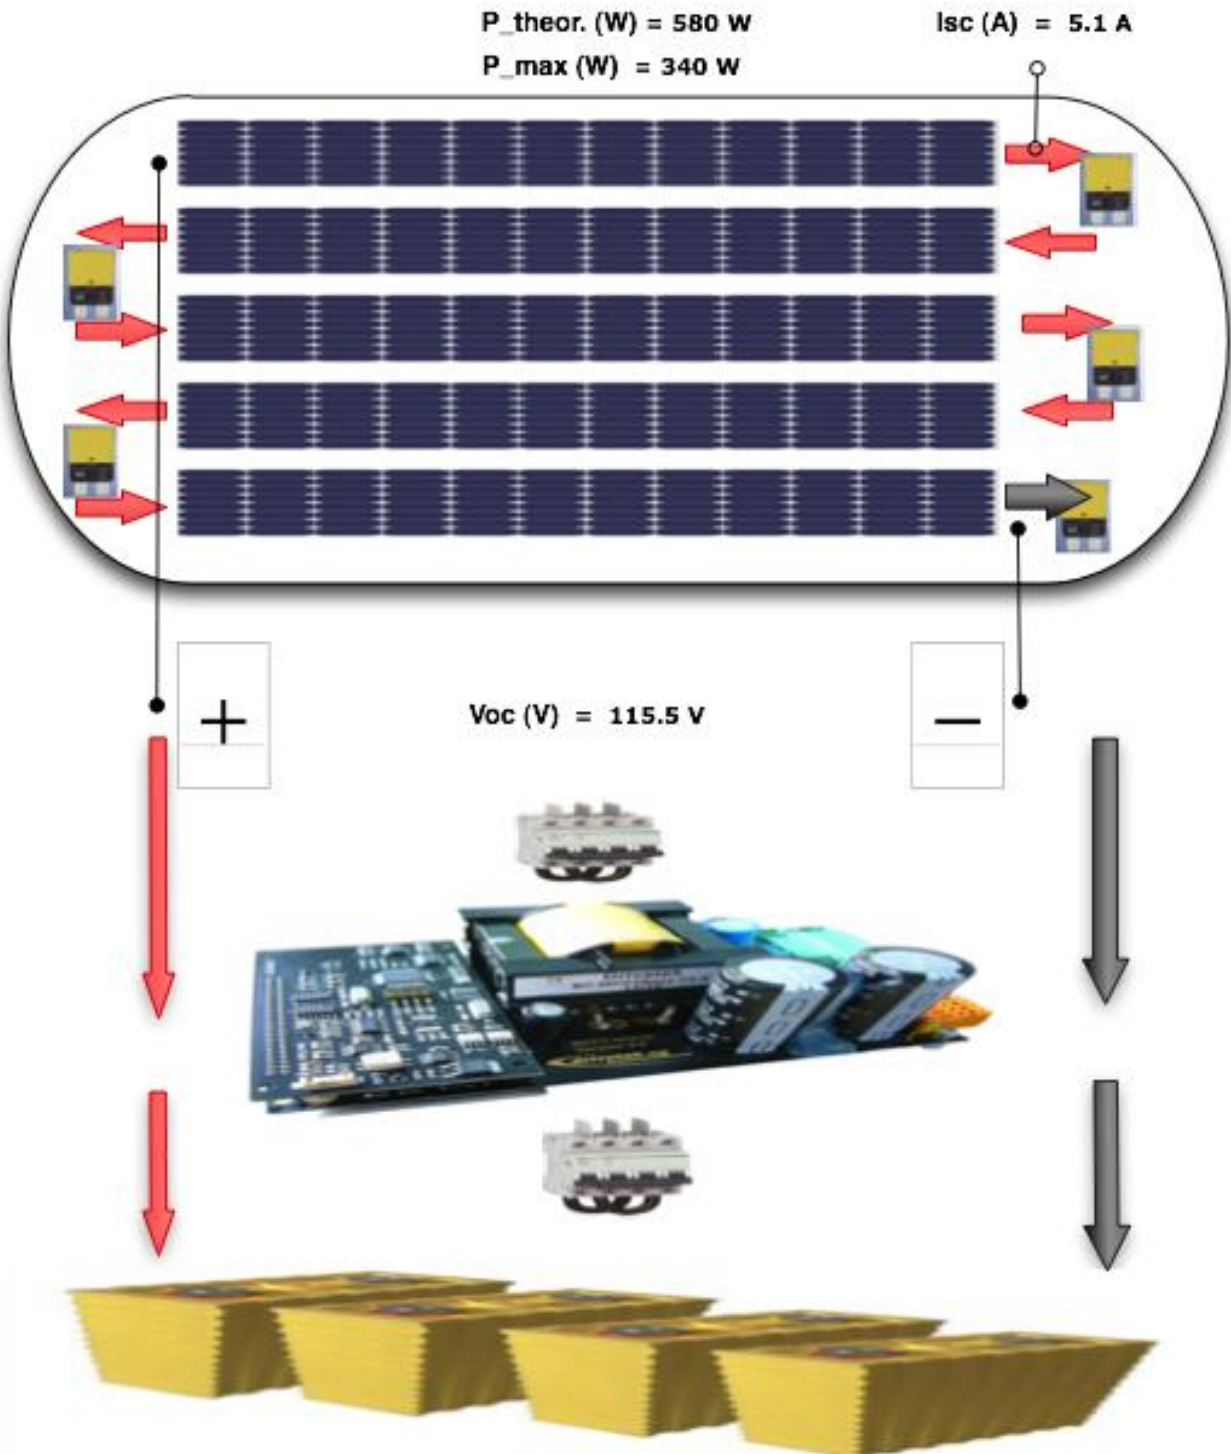 P_theor. (W) = 580 W
Isc (A) = 5.1 A
P_max (W) = 340 W
+
−
Voc (V) = 115.5 V